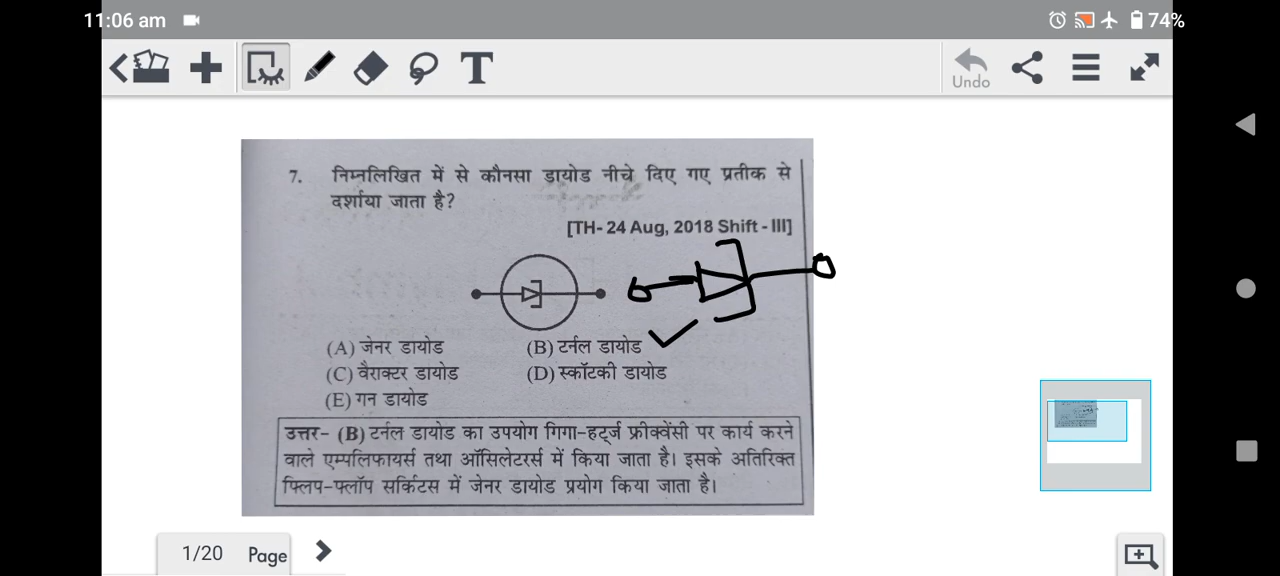 11:06 am
74%
T
Undo
7. निम्नलिखित में से कौनसा डायोड नीचे दिए गए प्रतीक से
दर्शाया जाता है?
[TH- 24 Aug, 2018 Shift - III]
(A) जेनर डायोड (B) टर्नल डायोड
(C) वैराक्टर डायोड (D) स्कॉटकी डायोड
(E) गन डायोड
उत्तर- (B) टर्नल डायोड का उपयोग गिगा-हर्ट्ज फ्रीक्वेंसी पर कार्य करने
वाले एम्पलिफायर्स तथा ऑसिलेटरर्स में किया जाता है। इसके अतिरिक्त
फ्लिप-फ्लॉप सर्किटस में जेनर डायोड प्रयोग किया जाता है।
1/20 Page